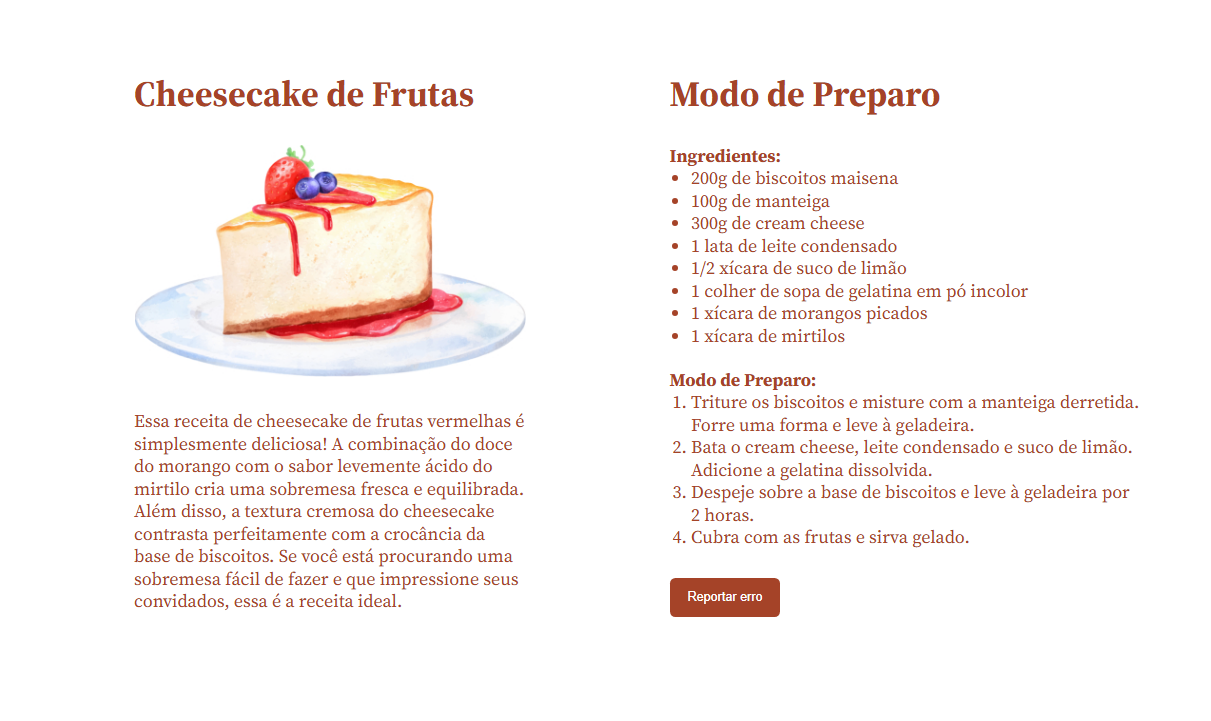 Cheesecake de Frutas
Essa receita de cheesecake de frutas vermelhas é
simplesmente deliciosa! A combinação do doce
do morango com o sabor levemente ácido do
mirtilo cria uma sobremesa fresca e equilibrada.
Além disso, a textura cremosa do cheesecake
contrasta perfeitamente com a crocância da
base de biscoitos. Se você está procurando uma
sobremesa fácil de fazer e que impressione seus
convidados, essa é a receita ideal.
Modo de Preparo
Ingredientes:
• 200g de biscoitos maisena
• 100g de manteiga
• 300g de cream cheese
• 1 lata de leite condensado
• 1/2 xícara de suco de limão
• 1 colher de sopa de gelatina em pó incolor
• 1 xícara de morangos picados
• 1 xícara de mirtilos
Modo de Preparo:
1. Triture os biscoitos e misture com a manteiga derretida.
Forre uma forma e leve à geladeira.
2. Bata o cream cheese, leite condensado e suco de limão.
Adicione a gelatina dissolvida.
3. Despeje sobre a base de biscoitos e leve à geladeira por
2 horas.
4. Cubra com as frutas e sirva gelado.
Reportar erro